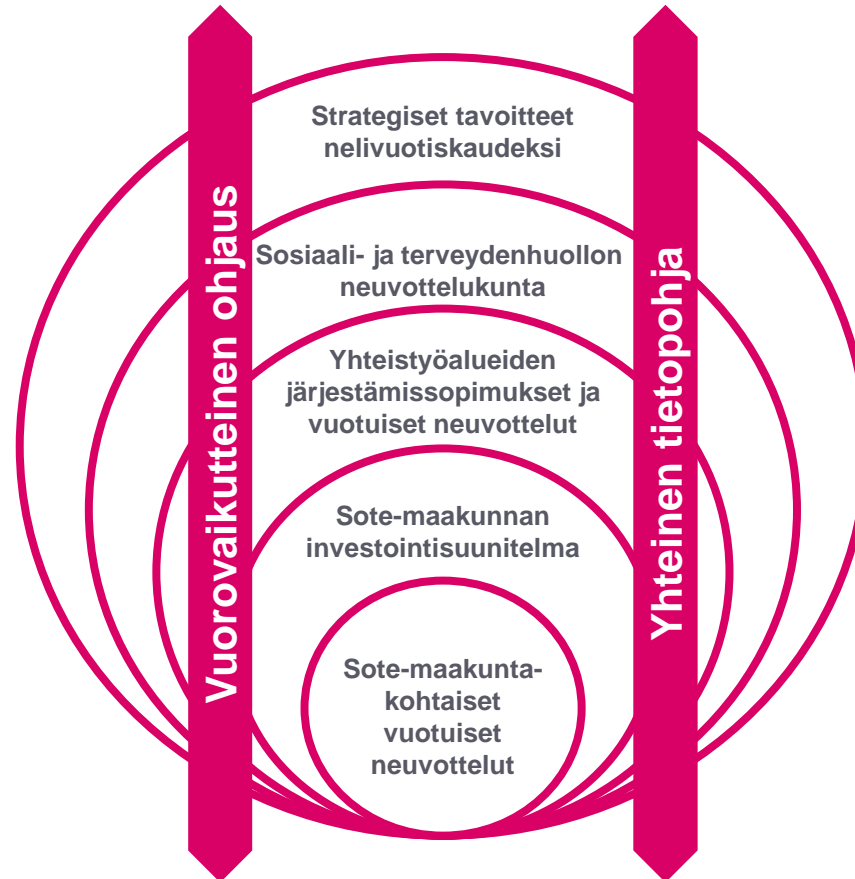 Strategiset tavoitteet
nelivuotiskaudeksi
Sosiaali- ja terveydenhuollon
neuvottelukunta
Yhteistyöalueiden
järjestämissopimukset ja
vuotuiset neuvottelut
Sote-maakunnan
investointisuunitelma
Sote-maakunta-
kohtaiset
vuotuiset
neuvottelut
Vuorovaikutteinen ohjaus
Yhteinen tietopohja